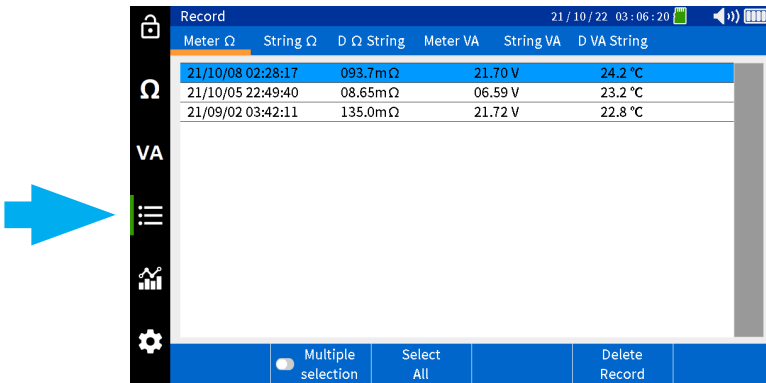 Record 21/10/22 03:06:20
Meter Ω String Ω D Ω String Meter VA String VA D VA String
21/10/08 02:28:17 093.7mΩ 21.70 V 24.2 ℃
21/10/05 22:49:40 08.65mΩ 06.59 V 23.2 ℃
21/09/02 03:42:11 135.0mΩ 21.72 V 22.8 ℃
Ω
VA
Multiple selection
Select All
Delete Record